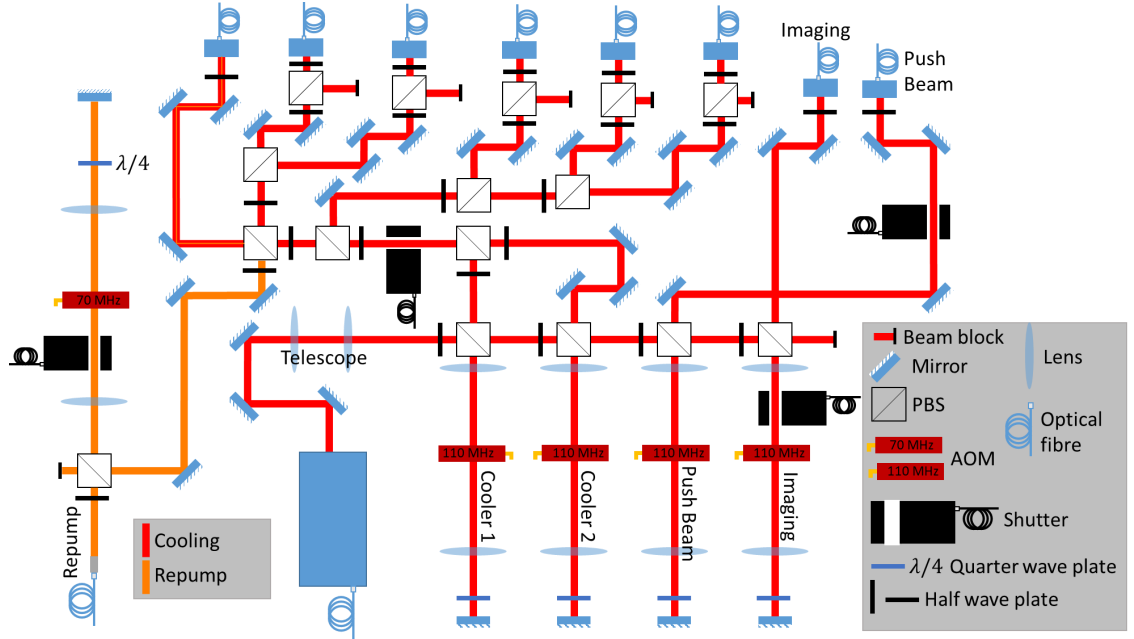 Imaging
Push
Beam
λ/4
70 MHz
Telescope
110 MHz
110 MHz
110 MHz
110 MHz
Cooler 1
Cooler 2
Push Beam
Imaging
Repump
Cooling
Repump
Beam block
Mirror
Lens
PBS
Optical
fibre
70 MHz
110 MHz
AOM
Shutter
λ/4 Quarter wave plate
Half wave plate